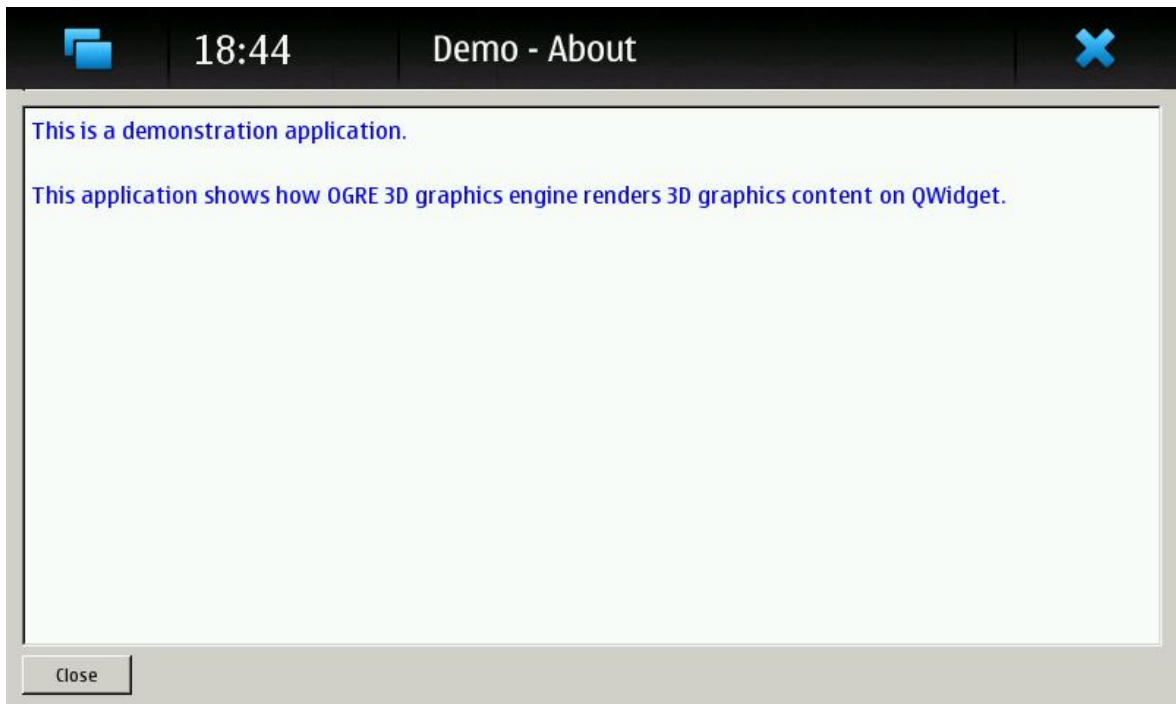 18:44
Demo - About
This is a demonstration application.
This application shows how OGRE 3D graphics engine renders 3D graphics content on QWidget.
Close